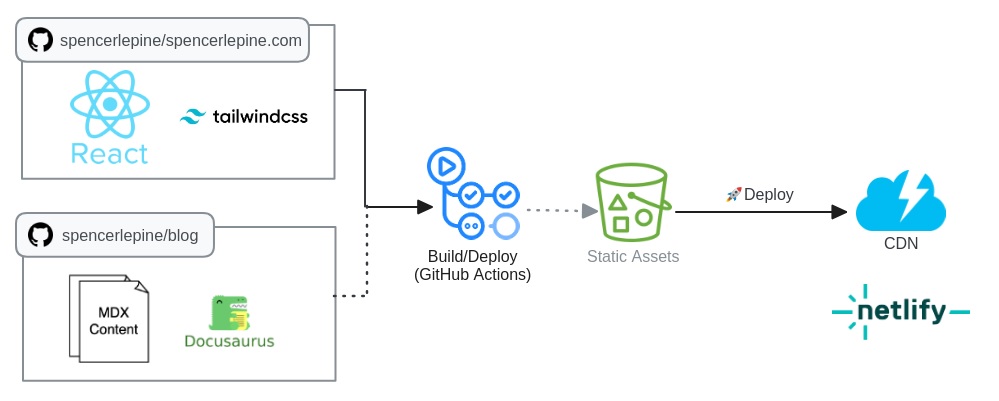 spencerlepine/spencerlepine.com
React
tailwindcss
spencerlepine/blog
MDX
Content
Docusaurus
Build/Deploy
(GitHub Actions)
Static Assets
🚀Deploy
CDN
netlify